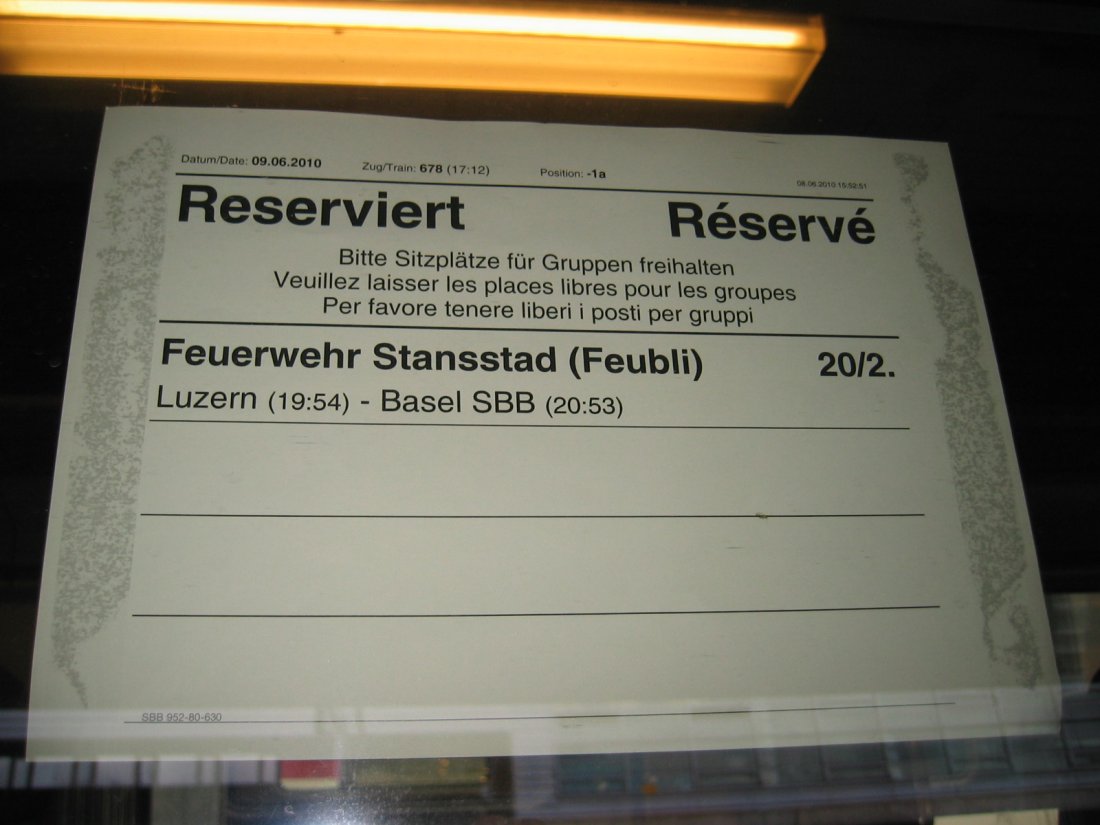 Datum/Date: 09.06.2010 Zug/Train: 678 (17:12) Position: -1a
08.06.2010 15:52:51
Reserviert Réservé
Bitte Sitzplätze für Gruppen freihalten
Veuillez laisser les places libres pour les groupes
Per favore tenere liberi i posti per gruppi
Feuerwehr Stansstad (Feubli) 20/2.
Luzern (19:54) - Basel SBB (20:53)
SBB 952-80-630